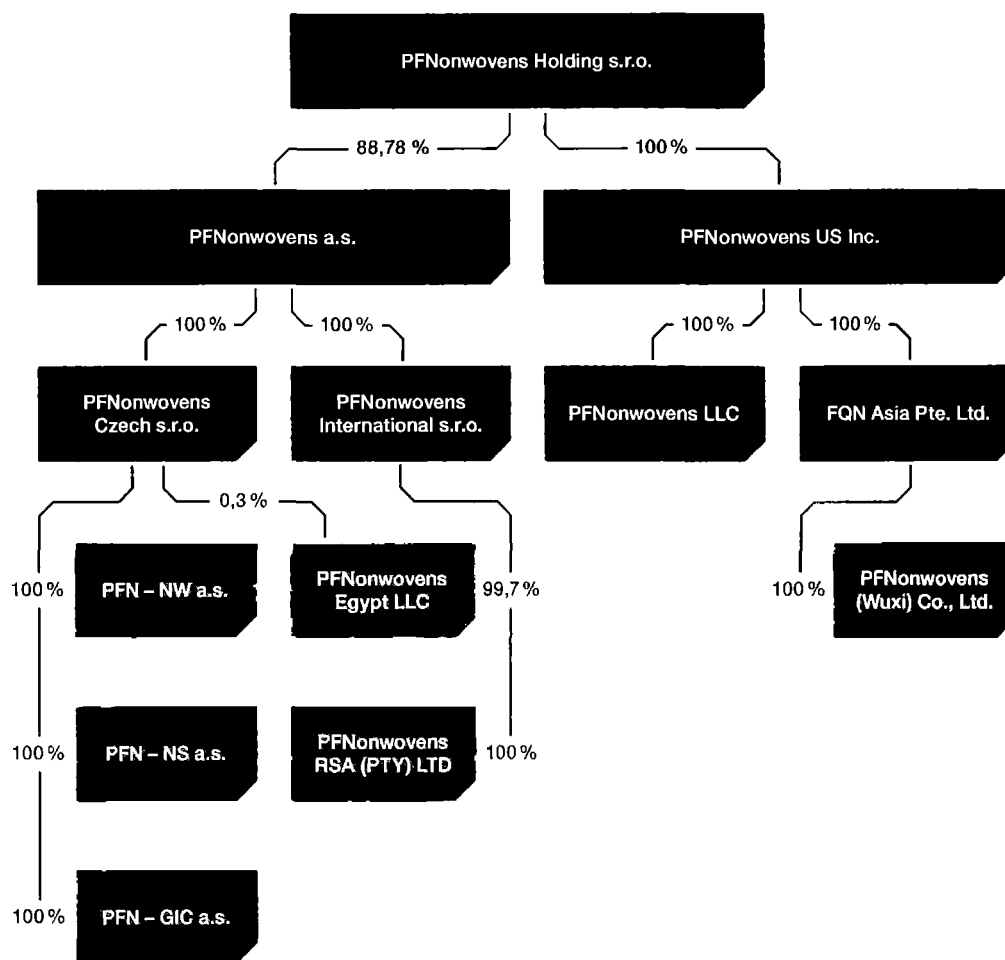 PFNonwovens Holding s.r.o.
88,78 %
100 %
PFNonwovens a.s.
PFNonwovens US Inc.
100 %
100 %
100 %
100 %
PFNonwovens
Czech s.r.o.
PFNonwovens
International s.r.o.
PFNonwovens LLC
FQN Asia Pte. Ltd.
0,3 %
100 %
PFN – NW a.s.
PFNonwovens
Egypt LLC
99,7 %
100 %
PFNonwovens
(Wuxi) Co., Ltd.
100 %
PFN – NS a.s.
PFNonwovens
RSA (PTY) LTD
100 %
100 %
PFN – GIC a.s.